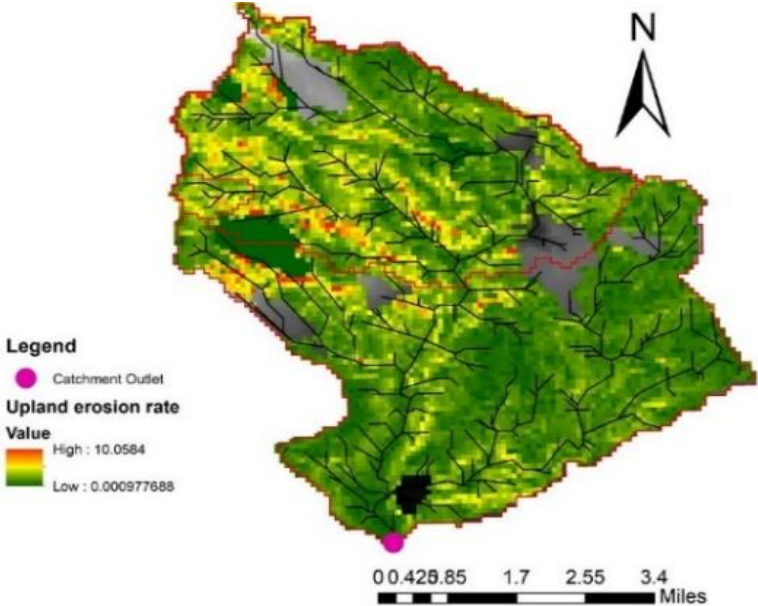 N
Legend
Catchment Outlet
Upland erosion rate
Value
High : 10.0584
Low : 0.000977688
0 0.425 0.85 1.7 2.55 3.4
Miles